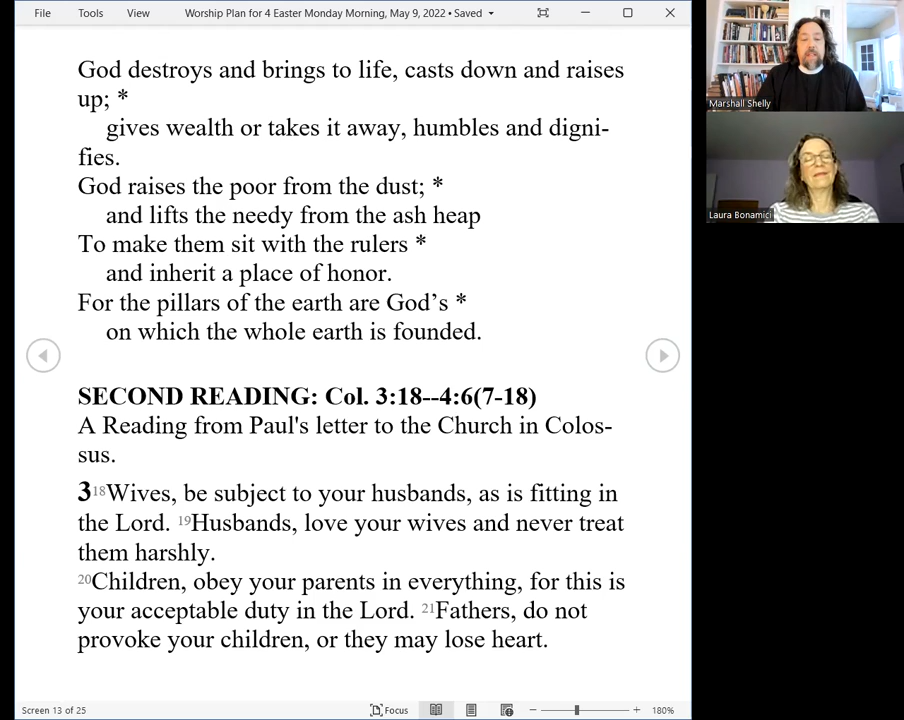 File Tools View Worship Plan for 4 Easter Monday Morning, May 9, 2022 • Saved
God destroys and brings to life, casts down and raises
up; *
gives wealth or takes it away, humbles and digni-
fies.
God raises the poor from the dust; *
and lifts the needy from the ash heap
To make them sit with the rulers *
and inherit a place of honor.
For the pillars of the earth are God’s *
on which the whole earth is founded.
SECOND READING: Col. 3:18--4:6(7-18)
A Reading from Paul's letter to the Church in Colos-
sus.
3 18Wives, be subject to your husbands, as is fitting in
the Lord. 19Husbands, love your wives and never treat
them harshly.
20Children, obey your parents in everything, for this is
your acceptable duty in the Lord. 21Fathers, do not
provoke your children, or they may lose heart.
Screen 13 of 25 Focus 180%
Marshall Shelly
Laura Bonamici